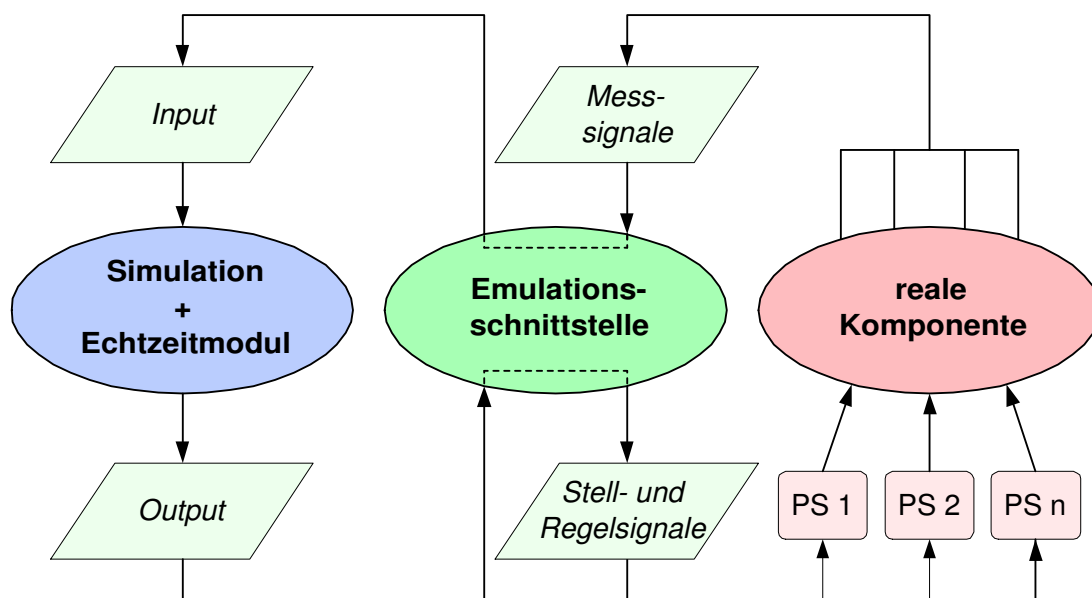 Input
Mess-
signale
Simulation
+
Echtzeitmodul
Emulations-
schnittstelle
reale
Komponente
Output
Stell- und
Regelsignale
PS 1
PS 2
PS n